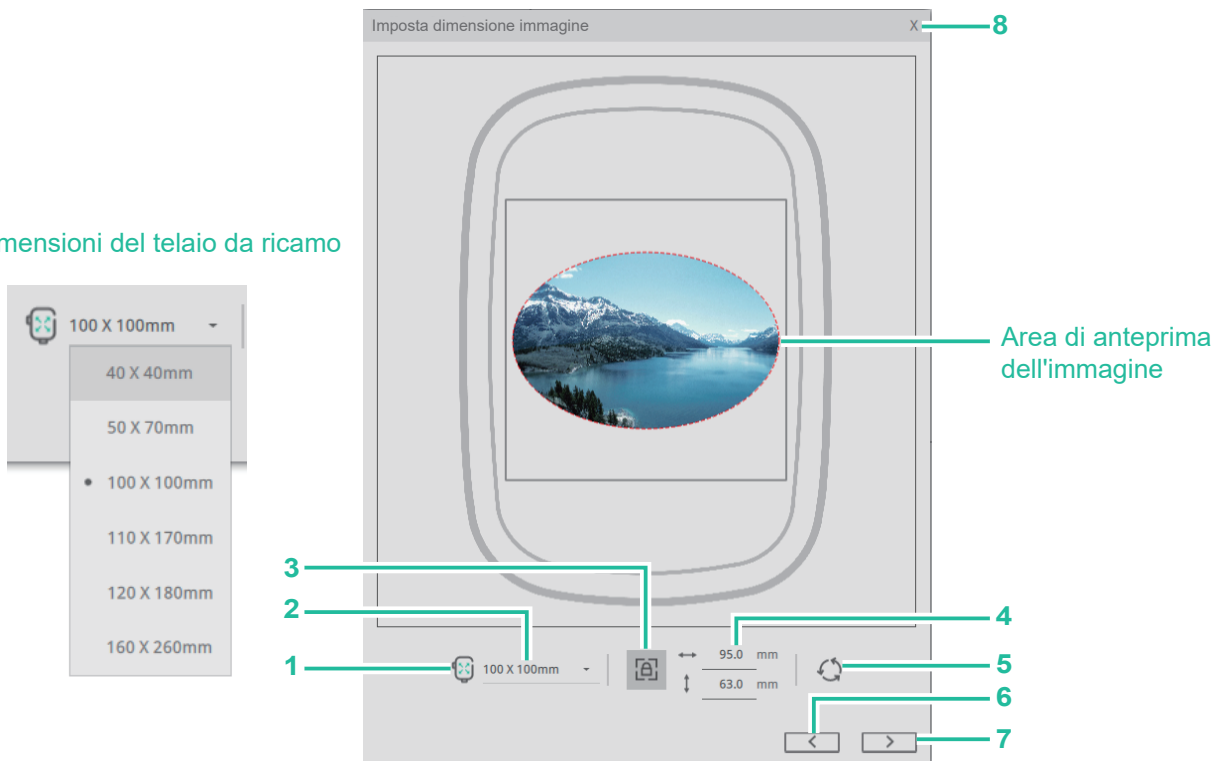 Imposta dimensione immagine
X
8
mensioni del telaio da ricamo
100 X 100mm
40 X 40mm
50 X 70mm
100 X 100mm
110 X 170mm
120 X 180mm
160 X 260mm
Area di anteprima
dell'immagine
3
2
1
100 X 100mm
95.0 mm
63.0 mm
4
5
6
7